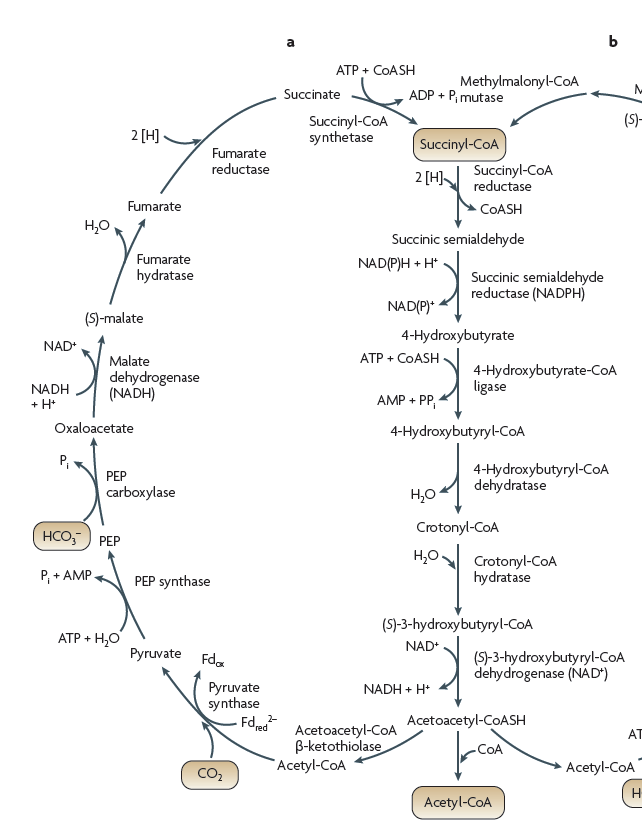 a
b
ATP + CoASH
ADP + Pi
Methylmalonyl-CoA
mutase
M
(S)-
Succinate
Succinyl-CoA
synthetase
Succinyl-CoA
2 [H]
Fumarate
reductase
2 [H]
Succinyl-CoA
reductase
CoASH
Fumarate
H₂O
Fumarate
hydratase
Succinic semialdehyde
NAD(P)H + H⁺
Succinic semialdehyde
reductase (NADPH)
NAD(P)⁺
(S)-malate
4-Hydroxybutyrate
NAD⁺
Malate
dehydrogenase
(NADH)
NADH
+ H⁺
ATP + CoASH
4-Hydroxybutyrate-CoA
ligase
AMP + PPi
Oxaloacetate
4-Hydroxybutyryl-CoA
Pi
PEP
carboxylase
4-Hydroxybutyryl-CoA
dehydratase
H₂O
HCO₃⁻
PEP
Crotonyl-CoA
H₂O
Crotonyl-CoA
hydratase
Pi + AMP
PEP synthase
ATP + H₂O
(S)-3-hydroxybutyryl-CoA
Pyruvate
NAD⁺
(S)-3-hydroxybutyryl-CoA
dehydrogenase (NAD⁺)
NADH + H⁺
Fdox
Pyruvate
synthase
Fdred²⁻
Acetoacetyl-CoA
β-ketothiolase
Acetoacetyl-CoASH
CoA
AT
Acetyl-CoA
Acetyl-CoA
CO₂
Acetyl-CoA
H